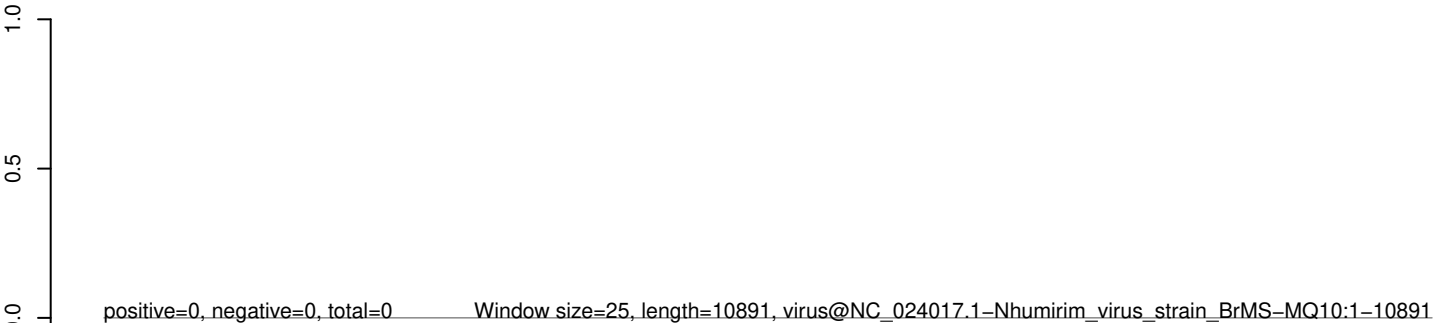 1.0
0.5
0.0
positive=0, negative=0, total=0 Window size=25, length=10891, virus@NC_024017.1−Nhumirim_virus_strain_BrMS−MQ10:1−10891